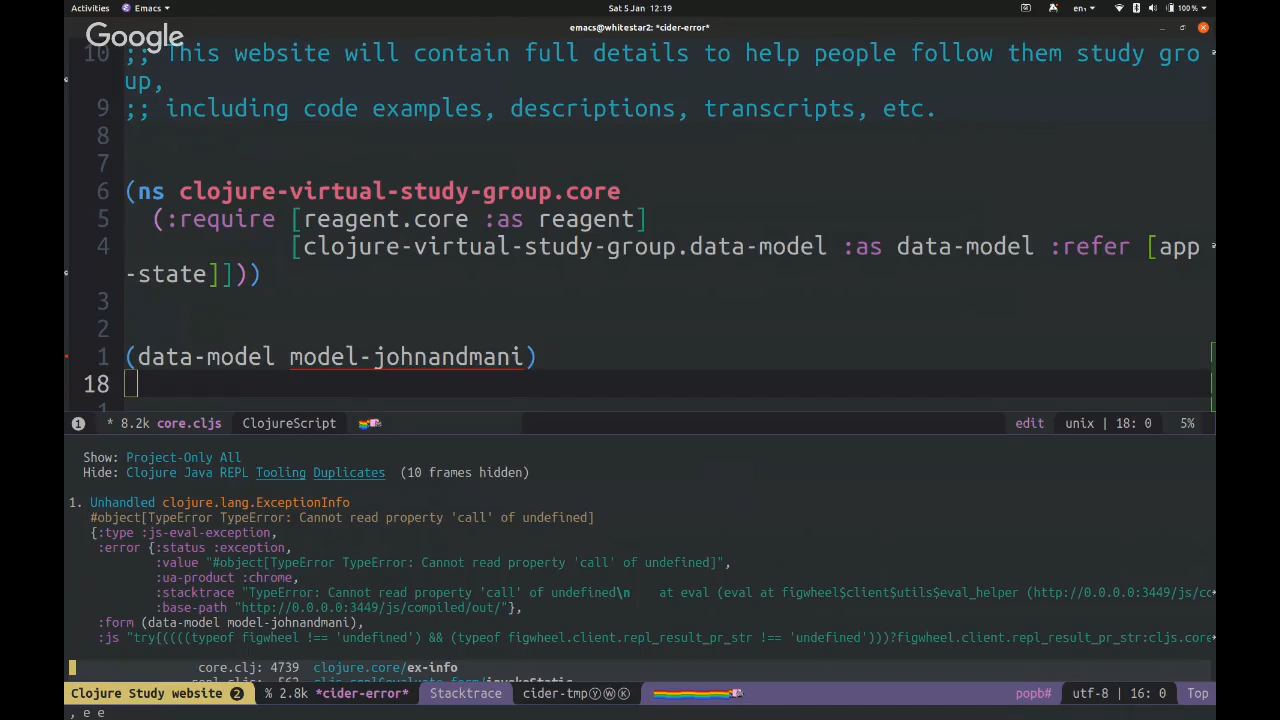 Activities Emacs Sat 5 Jan 12:19 en₁ 100 %
emacs@whitestar2: *cider-error*
Google
10 ;; This website will contain full details to help people follow them study gro
up,
9 ;; including code examples, descriptions, transcripts, etc.
8
7
6 (ns clojure-virtual-study-group.core
5 (:require [reagent.core :as reagent]
4 [clojure-virtual-study-group.data-model :as data-model :refer [app
-state]]))
3
2
1 (data-model model-johnandmani)
18
1 * 8.2k core.cljs ClojureScript edit unix | 18: 0 5%
Show: Project-Only All
Hide: Clojure Java REPL Tooling Duplicates (10 frames hidden)
1. Unhandled clojure.lang.ExceptionInfo
#object[TypeError TypeError: Cannot read property 'call' of undefined]
{:type :js-eval-exception,
:error {:status :exception,
:value "#object[TypeError TypeError: Cannot read property 'call' of undefined]",
:ua-product :chrome,
:stacktrace "TypeError: Cannot read property 'call' of undefined\n at eval (eval at figwheel$client$utils$eval_helper (http://0.0.0.0:3449/js/co
:base-path "http://0.0.0.0:3449/js/compiled/out/"},
:form (data-model model-johnandmani),
:js "try{((((typeof figwheel !== 'undefined') && (typeof figwheel.client.repl_result_pr_str !== 'undefined')))?figwheel.client.repl_result_pr_str:cljs.core
core.clj: 4739 clojure.core/ex-info
Clojure Study website 2 % 2.8k *cider-error* Stacktrace cider-tmpⓨⓦⓚ popb# utf-8 | 16: 0 Top
, e e